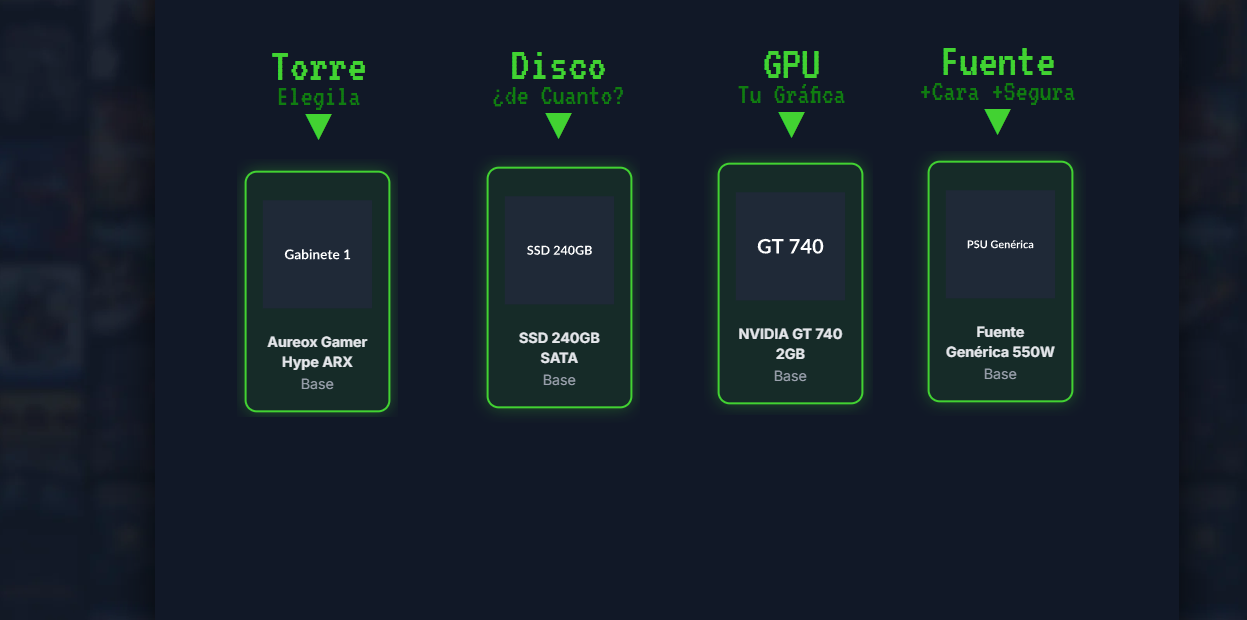 Torre
Elegila
Gabinete 1
Aureox Gamer
Hype ARX
Base
Disco
¿de Cuanto?
SSD 240GB
SSD 240GB
SATA
Base
GPU
Tu Gráfica
GT 740
NVIDIA GT 740
2GB
Base
Fuente
+Cara +Segura
PSU Genérica
Fuente
Genérica 550W
Base